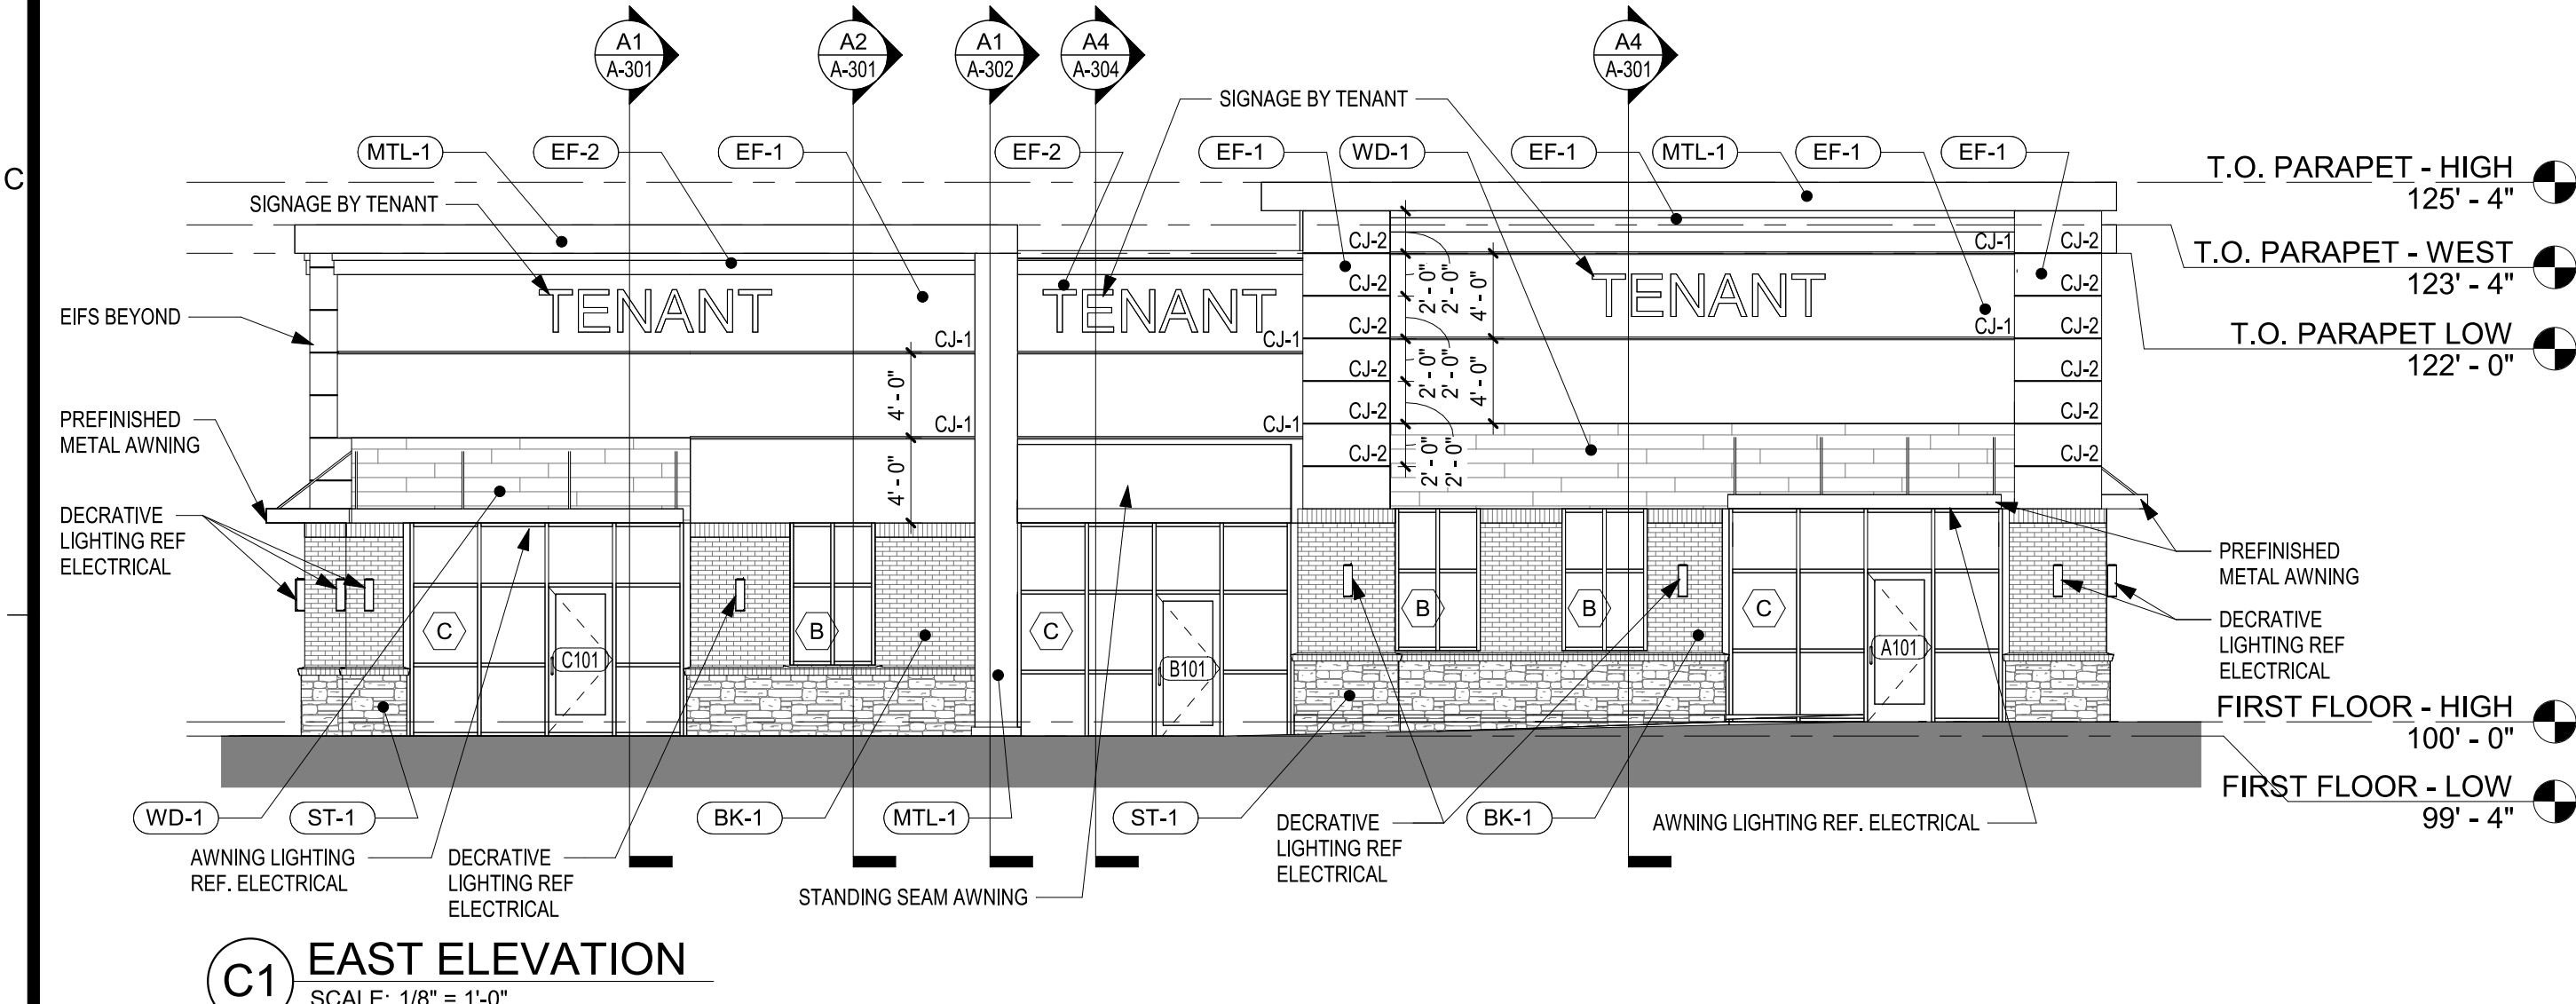 A1
A-301
A2
A-301
A1
A-302
A4
A-304
A4
A-301
SIGNAGE BY TENANT
MTL-1
EF-2
EF-1
EF-2
EF-1
WD-1
EF-1
MTL-1
EF-1
EF-1
C
T.O. PARAPET - HIGH
125' - 4"
SIGNAGE BY TENANT
T.O. PARAPET - WEST
123' - 4"
T.O. PARAPET LOW
122' - 0"
CJ-2
CJ-1
CJ-2
TENANT
TENANT
TENANT
CJ-2
2'- 0"
2'- 0"
4'- 0"
CJ-2
EIFS BEYOND
CJ-1
CJ-1
CJ-2
CJ-1
CJ-2
4'- 0"
CJ-2
2'- 0"
2'- 0"
4'- 0"
CJ-2
PREFINISHED
METAL AWNING
CJ-1
CJ-1
CJ-2
CJ-2
4'- 0"
CJ-2
2'- 0"
2'- 0"
CJ-2
DECRATIVE
LIGHTING REF
ELECTRICAL
PREFINISHED
METAL AWNING
DECRATIVE
LIGHTING REF
ELECTRICAL
C
C101
B
C
B101
B
B
C
A101
FIRST FLOOR - HIGH
100' - 0"
FIRST FLOOR - LOW
99' - 4"
WD-1
ST-1
BK-1
MTL-1
ST-1
DECRATIVE
LIGHTING REF
ELECTRICAL
BK-1
AWNING LIGHTING REF. ELECTRICAL
AWNING LIGHTING
REF. ELECTRICAL
DECRATIVE
LIGHTING REF
ELECTRICAL
STANDING SEAM AWNING
C1
EAST ELEVATION
SCALE: 1/8" = 1'-0"